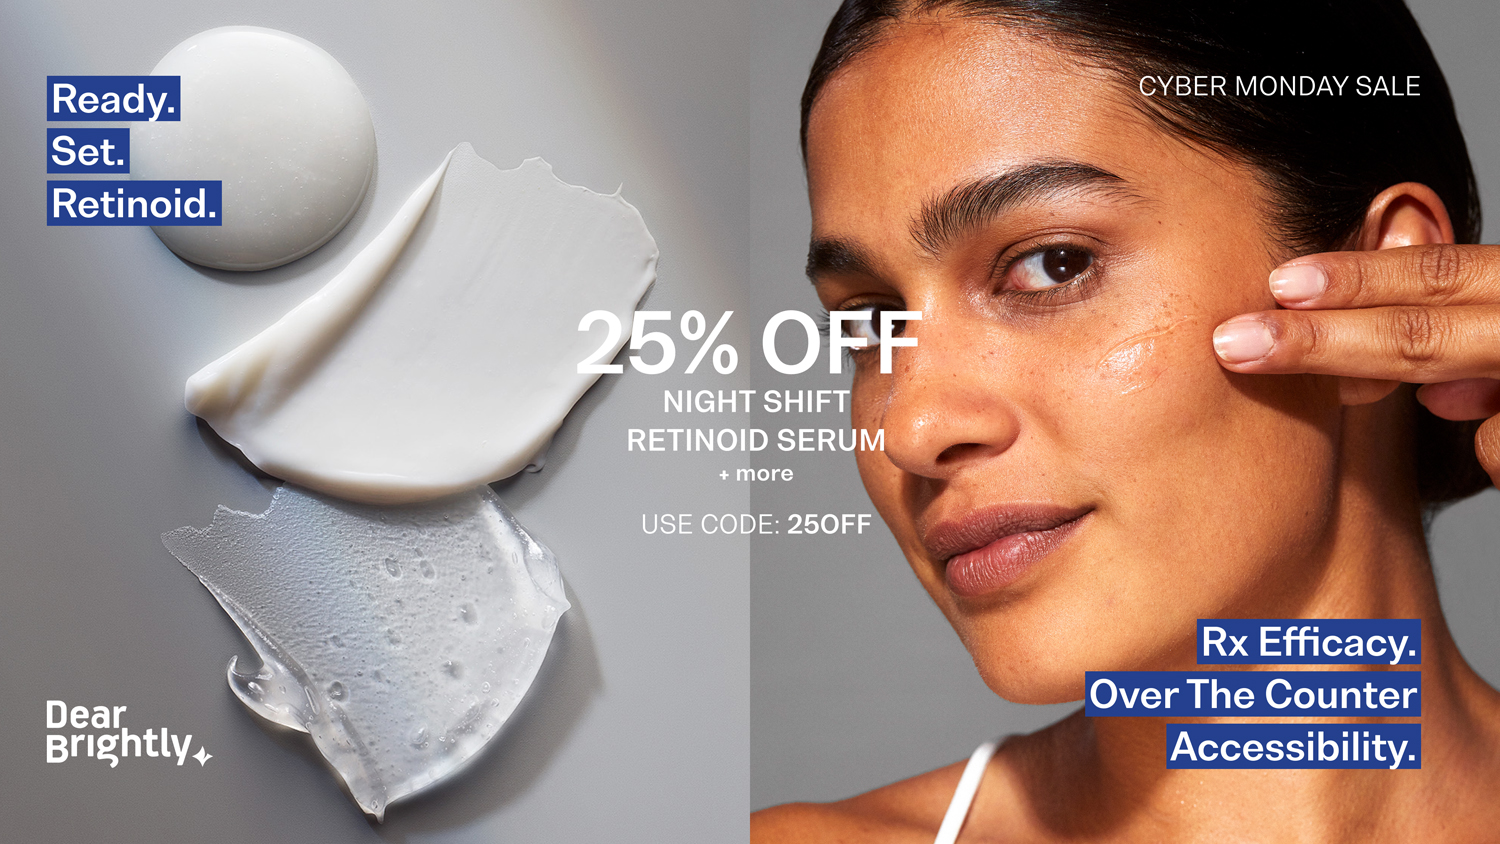 Ready.
Set.
Retinoid.
CYBER MONDAY SALE
25% OFF
NIGHT SHIFT
RETINOID SERUM
+ more
USE CODE: 25OFF
Rx Efficacy.
Over The Counter
Accessibility.
Dear
Brightly